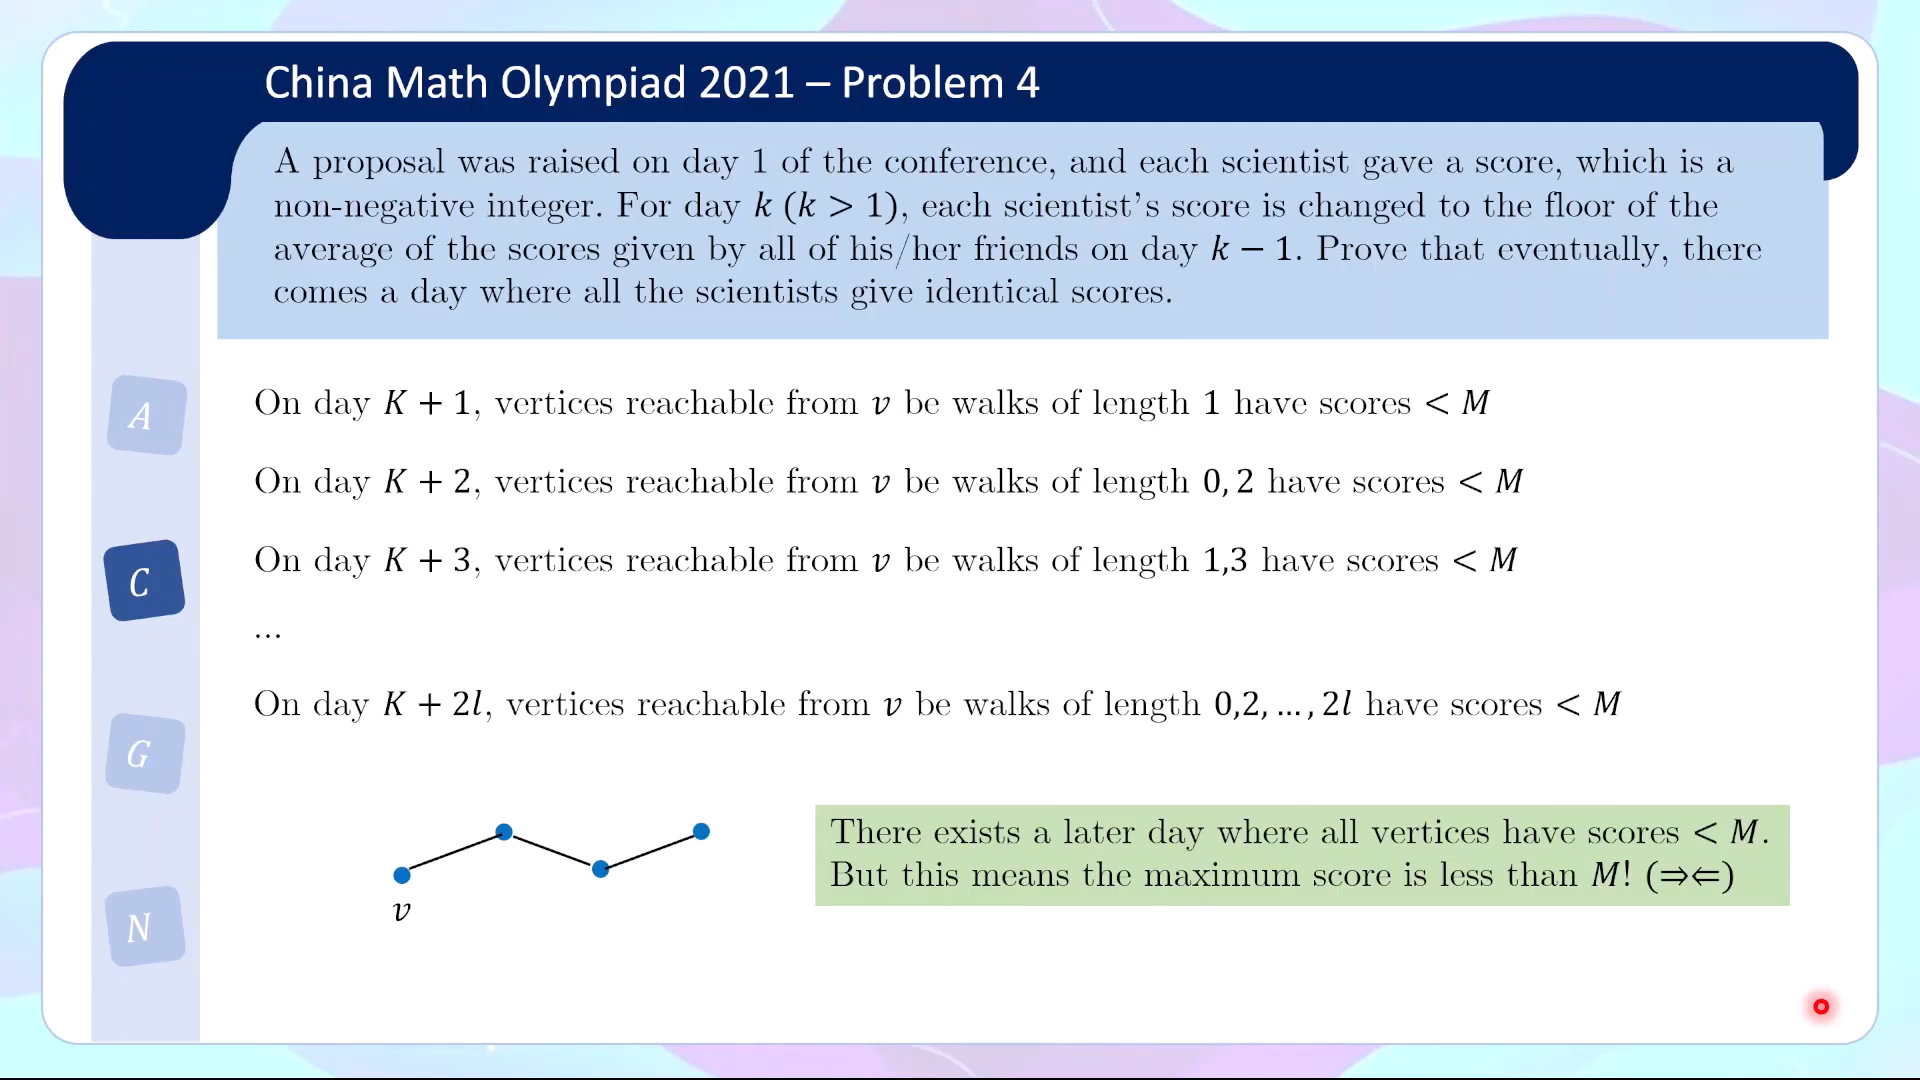 China Math Olympiad 2021 – Problem 4
A proposal was raised on day 1 of the conference, and each scientist gave a score, which is a
non-negative integer. For day k (k > 1), each scientist's score is changed to the floor of the
average of the scores given by all of his/her friends on day k − 1. Prove that eventually, there
comes a day where all the scientists give identical scores.
A
C
G
N
On day K + 1, vertices reachable from v be walks of length 1 have scores < M
On day K + 2, vertices reachable from v be walks of length 0, 2 have scores < M
On day K + 3, vertices reachable from v be walks of length 1,3 have scores < M
...
On day K + 2l, vertices reachable from v be walks of length 0,2, ... , 2l have scores < M
v
There exists a later day where all vertices have scores < M.
But this means the maximum score is less than M! (⇒⇐)